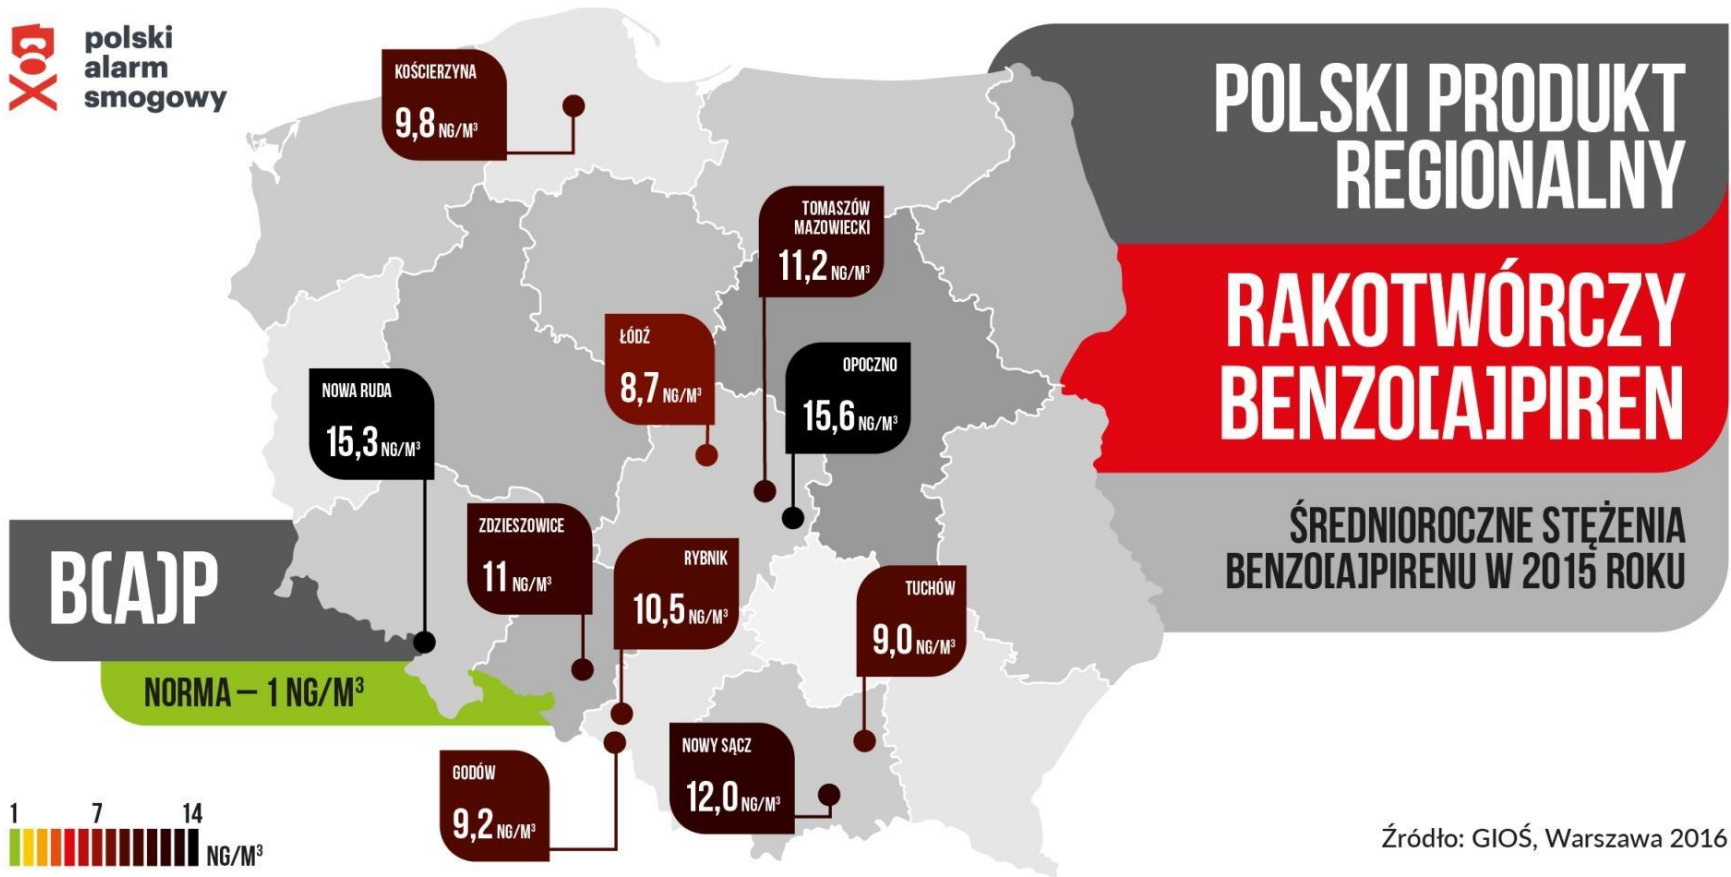 polski
alarm
smogowy
POLSKI PRODUKT
REGIONALNY
RAKOTWÓRCZY
BENZO[A]PIREN
ŚREDNIOROCZNE STĘŻENIA
BENZO[A]PIRENU W 2015 ROKU
KOŚCIERZYNA
9,8 NG/M³
TOMASZÓW
MAZOWIECKI
11,2 NG/M³
ŁÓDŹ
8,7 NG/M³
OPOCZNO
15,6 NG/M³
NOWA RUDA
15,3 NG/M³
ZDZIESZOWICE
11 NG/M³
RYBNIK
10,5 NG/M³
TUCHÓW
9,0 NG/M³
NOWY SĄCZ
12,0 NG/M³
GODÓW
9,2 NG/M³
B(A)P
NORMA – 1 NG/M³
1 7 14
NG/M³
Źródło: GIOŚ, Warszawa 2016